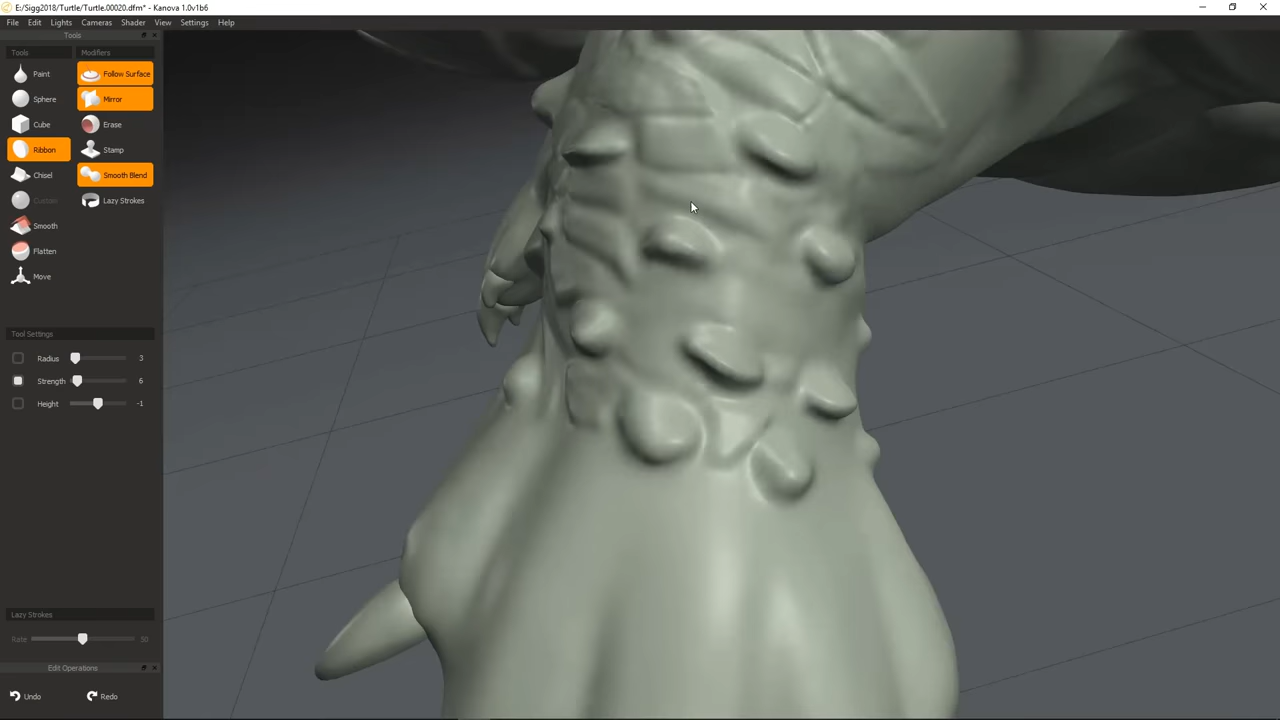 E:/Sigg2018/Turtle/Turtle.00020.dfm* - Kanova 1.0v1b6
File Edit Lights Cameras Shader View Settings Help
Tools
Tools: Modifiers
Paint Follow Surface
Sphere Mirror
Cube Erase
Ribbon Stamp
Chisel Smooth Blend
Custom Lazy Strokes
Smooth
Flatten
Move
Tool Settings
Radius 3
Strength 6
Height -1
Lazy Strokes
Rate 50
Edit Operations
Undo Redo